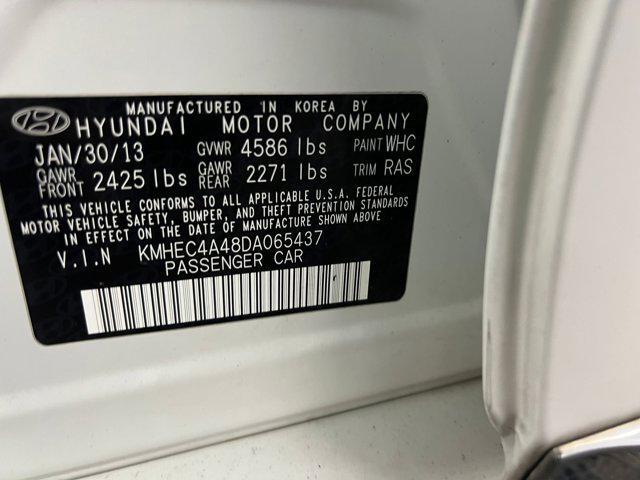 MANUFACTURED IN KOREA BY
HYUNDAI MOTOR COMPANY
JAN/30/13 GVWR 4586 lbs PAINT WHC
GAWR FRONT 2425 lbs GAWR REAR 2271 lbs TRIM RAS
THIS VEHICLE CONFORMS TO ALL APPLICABLE U.S.A. FEDERAL
MOTOR VEHICLE SAFETY, BUMPER, AND THEFT PREVENTION STANDARDS
IN EFFECT ON THE DATE OF MANUFACTURE SHOWN ABOVE
V.I.N KMHEC4A48DA065437
PASSENGER CAR